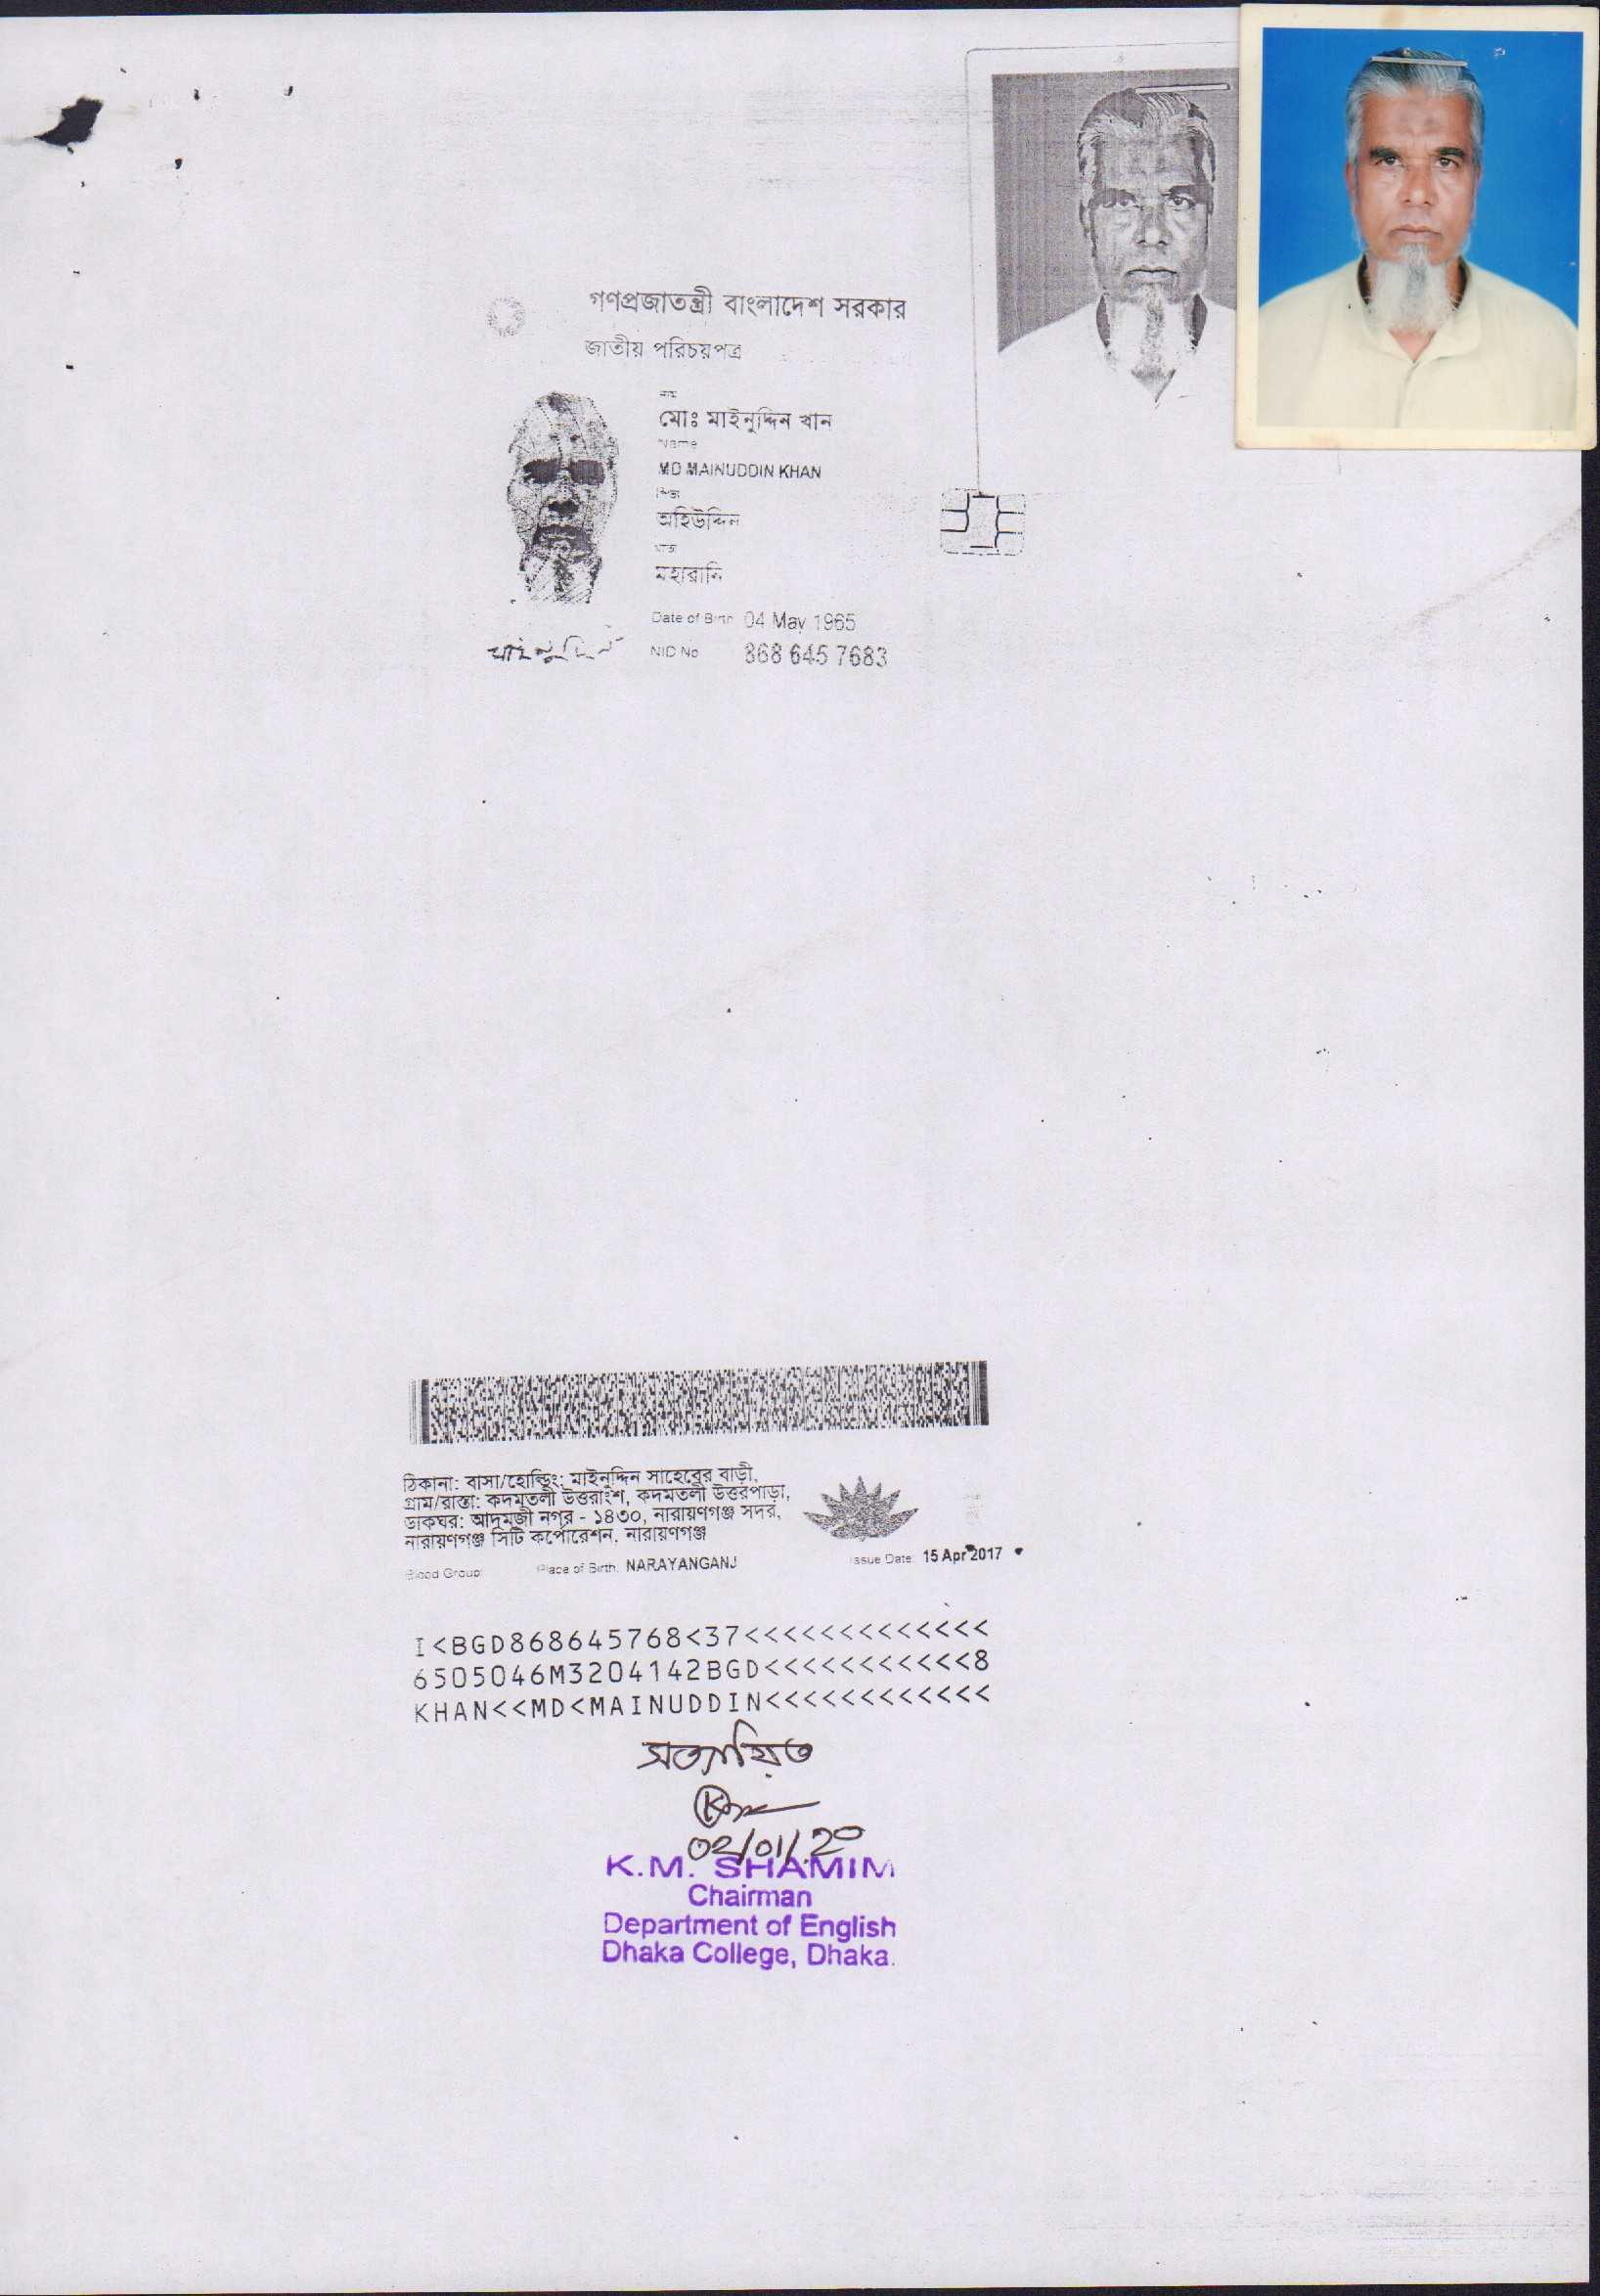 গণপ্রজাতন্ত্রী বাংলাদেশ সরকার
জাতীয় পরিচয়পত্র
নাম
মোঃ মাইনুদ্দিন খান
Name
MD MAINUDDIN KHAN
পিতা
অহিউদ্দিন
মাতা
মহারানি
Date of Birth 04 May 1965
মাইনুদ্দিন
NID No 868 645 7683
ঠিকানা: বাসা/হোল্ডিং: মাইনুদ্দিন সাহেবের বাড়ী,
গ্রাম/রাস্তা: কদমতলী উত্তরাংশ, কদমতলী উত্তরপাড়া,
ডাকঘর: আদমজী নগর - ১৪৩০, নারায়ণগঞ্জ সদর,
নারায়ণগঞ্জ সিটি কর্পোরেশন, নারায়ণগঞ্জ
Blood Group: Place of Birth: NARAYANGANJ Issue Date: 15 Apr 2017
I<BGD868645768<37<<<<<<<<<<<<<
6505046M3204142BGD<<<<<<<<<<<8
KHAN<<MD<MAINUDDIN<<<<<<<<<<<<
সত্যায়িত
02/01/20
K.M. SHAMIM
Chairman
Department of English
Dhaka College, Dhaka.